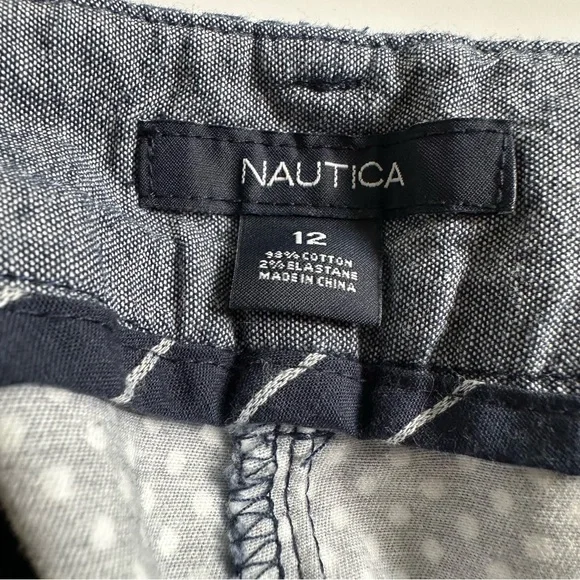 NAUTICA
12
98% COTTON
2% ELASTANE
MADE IN CHINA